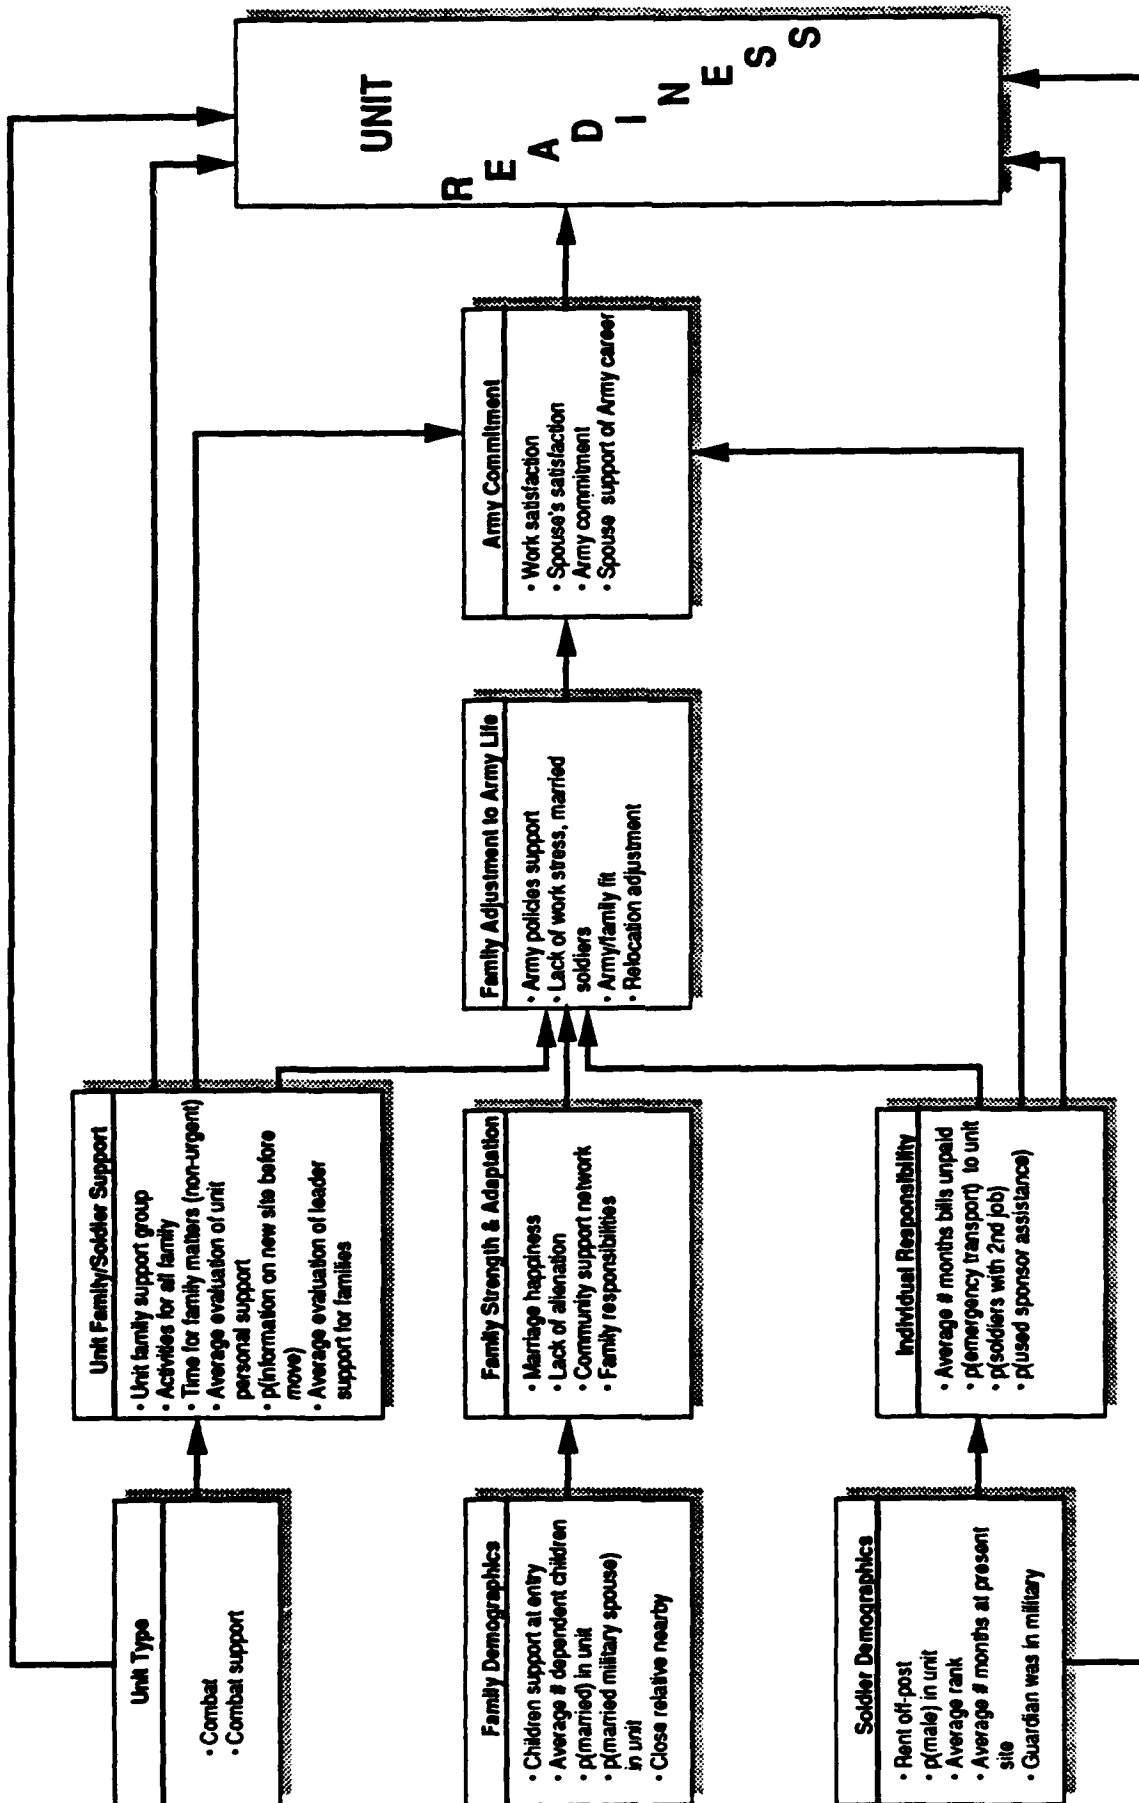 Unit Type
• Combat
• Combat support
Family Demographics
• Children support at entry
• Average # dependent children
• p(married) in unit
• p(married military spouse)
in unit
• Close relative nearby
Soldier Demographics
• Rent off-post
• p(male) in unit
• Average rank
• Average # months at present
site
• Guardian was in military
Unit Family/Soldier Support
• Unit family support group
• Activities for all family
• Time for family matters (non-urgent)
• Average evaluation of unit
personal support
• p(information on new site before
move)
• Average evaluation of leader
support for families
Family Strength & Adaptation
• Marriage happiness
• Lack of alienation
• Community support network
• Family responsibilities
Individual Responsibility
• Average # months bills unpaid
• p(emergency transport) to unit
• p(soldiers with 2nd job)
• p(used sponsor assistance)
Family Adjustment to Army Life
• Army policies support
• Lack of work stress, married
soldiers
• Army/family fit
• Relocation adjustment
Army Commitment
• Work satisfaction
• Spouse's satisfaction
• Army commitment
• Spouse support of Army career
UNIT
READINESS